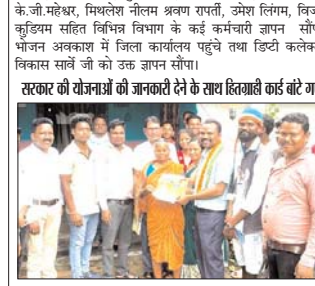 के.जी.महेश्वर, मिथलेश नीलम श्रवण रापर्ती, उमेश लिंगम,
कुडियम सहित विभिन्न विभाग के कई कर्मचारी ज्ञापन
भोजन अवकाश में जिला कार्यालय पहुंचे तथा डिप्टी
विकास सार्वे जी को उक्त ज्ञापन सौंपा।
सरकार की योजनाओं की जानकारी देने के साथ हितग्राही कार्ड बांटे